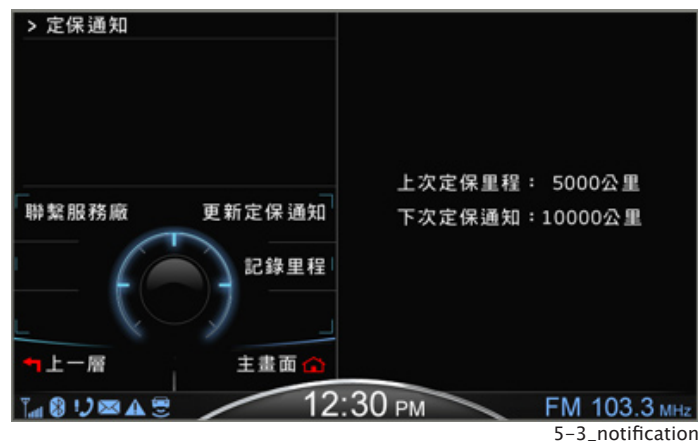 > 定保通知
上次定保里程： 5000公里
下次定保通知：10000公里
聯繫服務廠 更新定保通知
記錄里程
上一層 主畫面
12:30 PM FM 103.3 MHz
5-3_notification